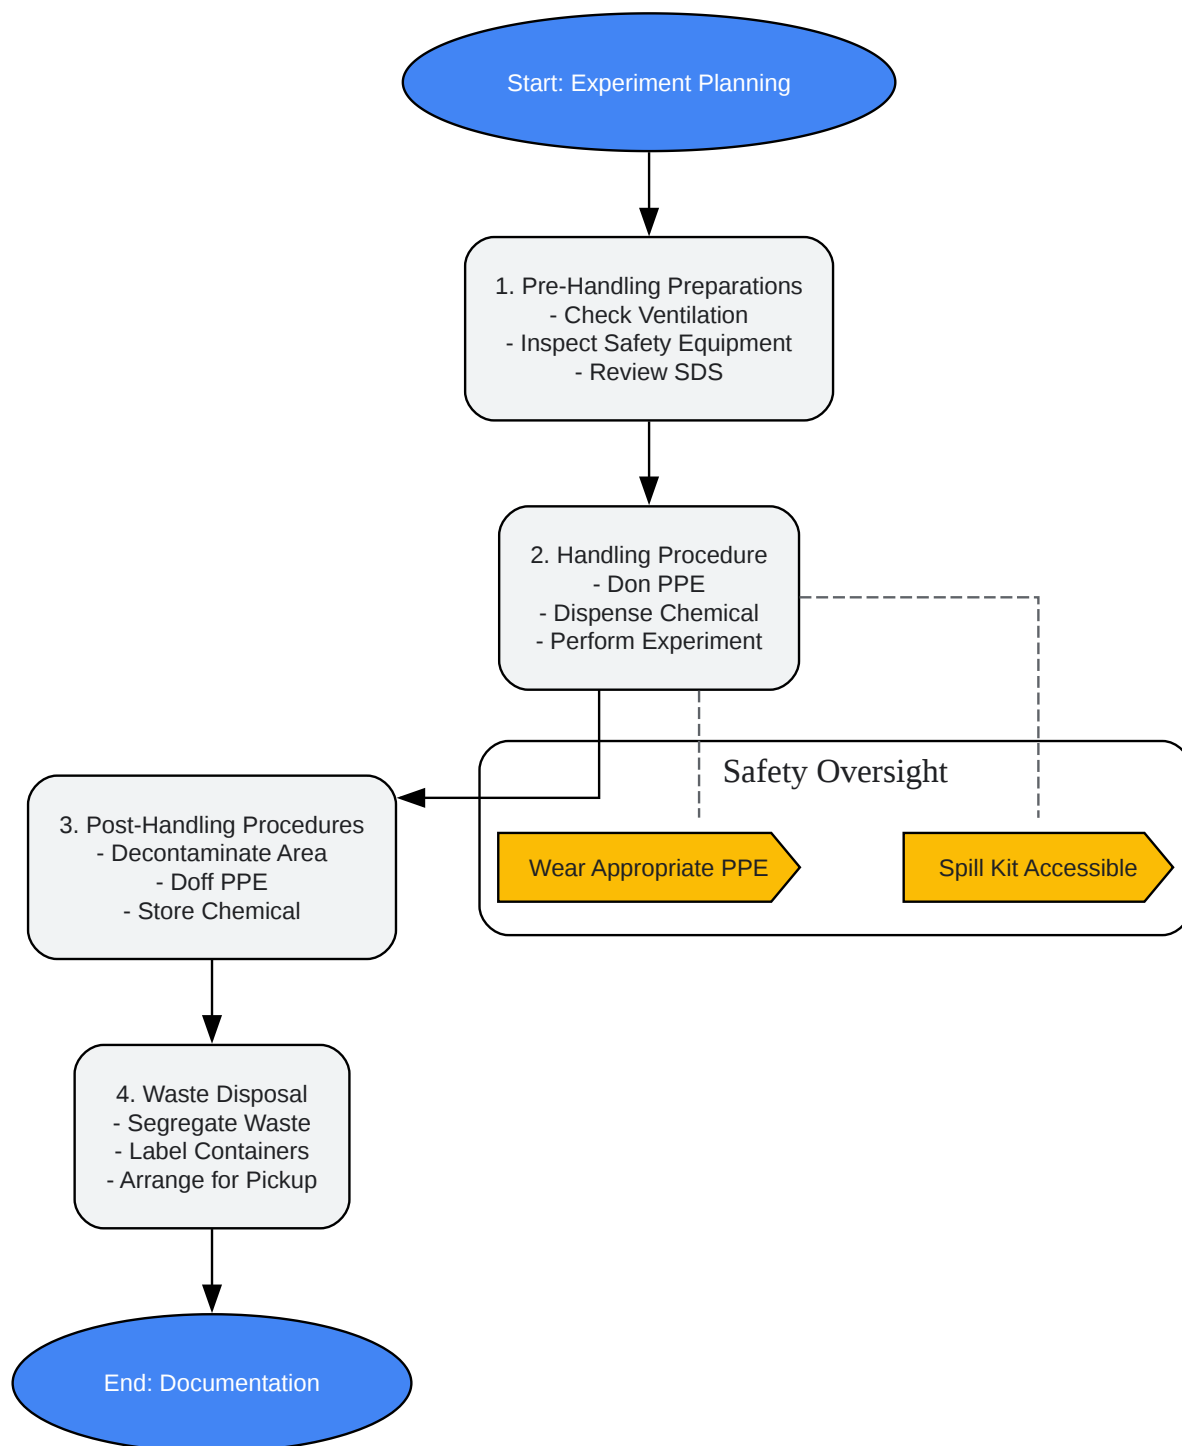 Start: Experiment Planning
1. Pre-Handling Preparations
- Check Ventilation
- Inspect Safety Equipment
- Review SDS
2. Handling Procedure
- Don PPE
- Dispense Chemical
- Perform Experiment
Safety Oversight
Wear Appropriate PPE
Spill Kit Accessible
3. Post-Handling Procedures
- Decontaminate Area
- Doff PPE
- Store Chemical
4. Waste Disposal
- Segregate Waste
- Label Containers
- Arrange for Pickup
End: Documentation